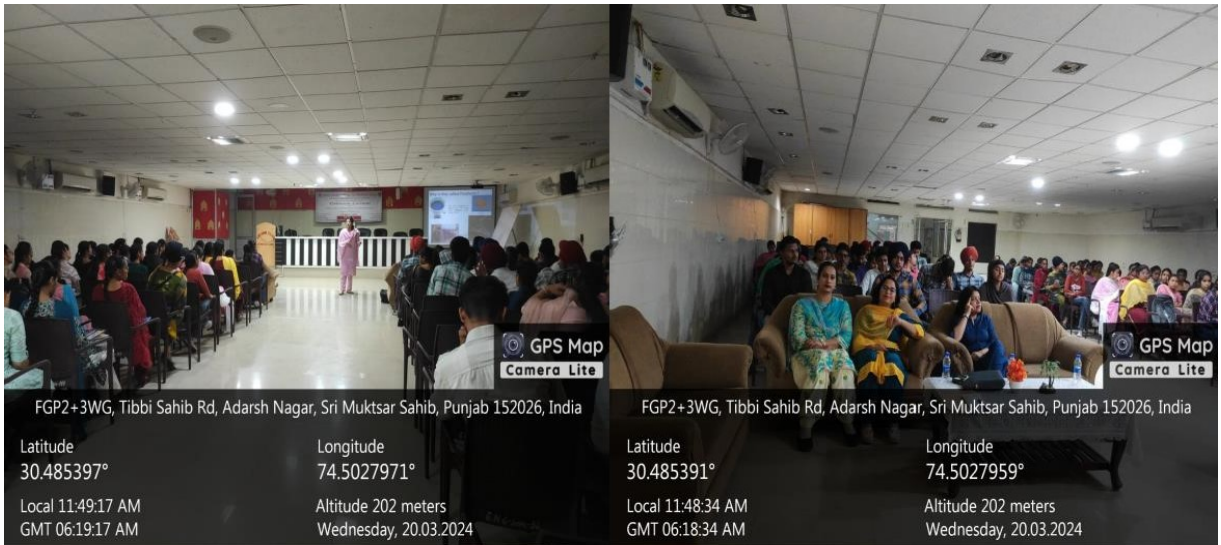 GPS Map
Camera Lite
FGP2+3WG, Tibbi Sahib Rd, Adarsh Nagar, Sri Muktsar Sahib, Punjab 152026, India
Latitude
30.485397°
Longitude
74.5027971°
Local 11:49:17 AM
GMT 06:19:17 AM
Altitude 202 meters
Wednesday, 20.03.2024
GPS Map
Camera Lite
FGP2+3WG, Tibbi Sahib Rd, Adarsh Nagar, Sri Muktsar Sahib, Punjab 152026, India
Latitude
30.485391°
Longitude
74.5027959°
Local 11:48:34 AM
GMT 06:18:34 AM
Altitude 202 meters
Wednesday, 20.03.2024